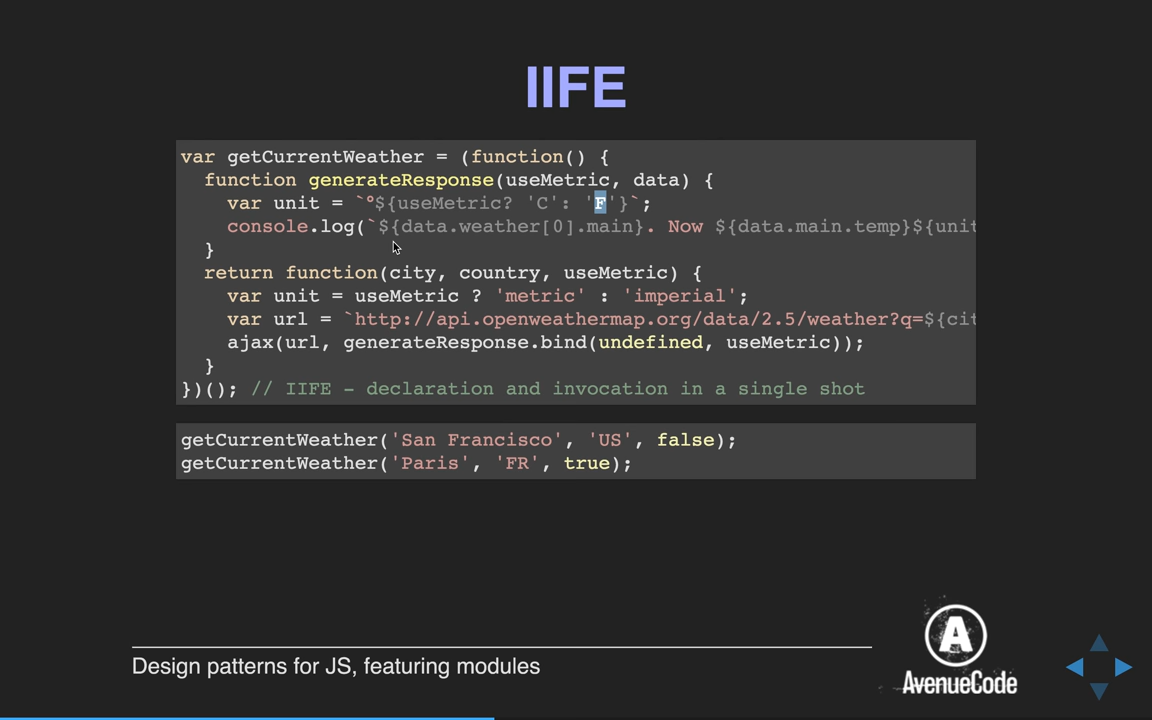 IIFE
var getCurrentWeather = (function() {
  function generateResponse(useMetric, data) {
    var unit = `°${useMetric? 'C': 'F'}`;
    console.log(`${data.weather[0].main}. Now ${data.main.temp}${unit
  }
  return function(city, country, useMetric) {
    var unit = useMetric ? 'metric' : 'imperial';
    var url = `http://api.openweathermap.org/data/2.5/weather?q=${cit
    ajax(url, generateResponse.bind(undefined, useMetric));
  }
})(); // IIFE - declaration and invocation in a single shot
getCurrentWeather('San Francisco', 'US', false);
getCurrentWeather('Paris', 'FR', true);
Design patterns for JS, featuring modules
A
AvenueCode